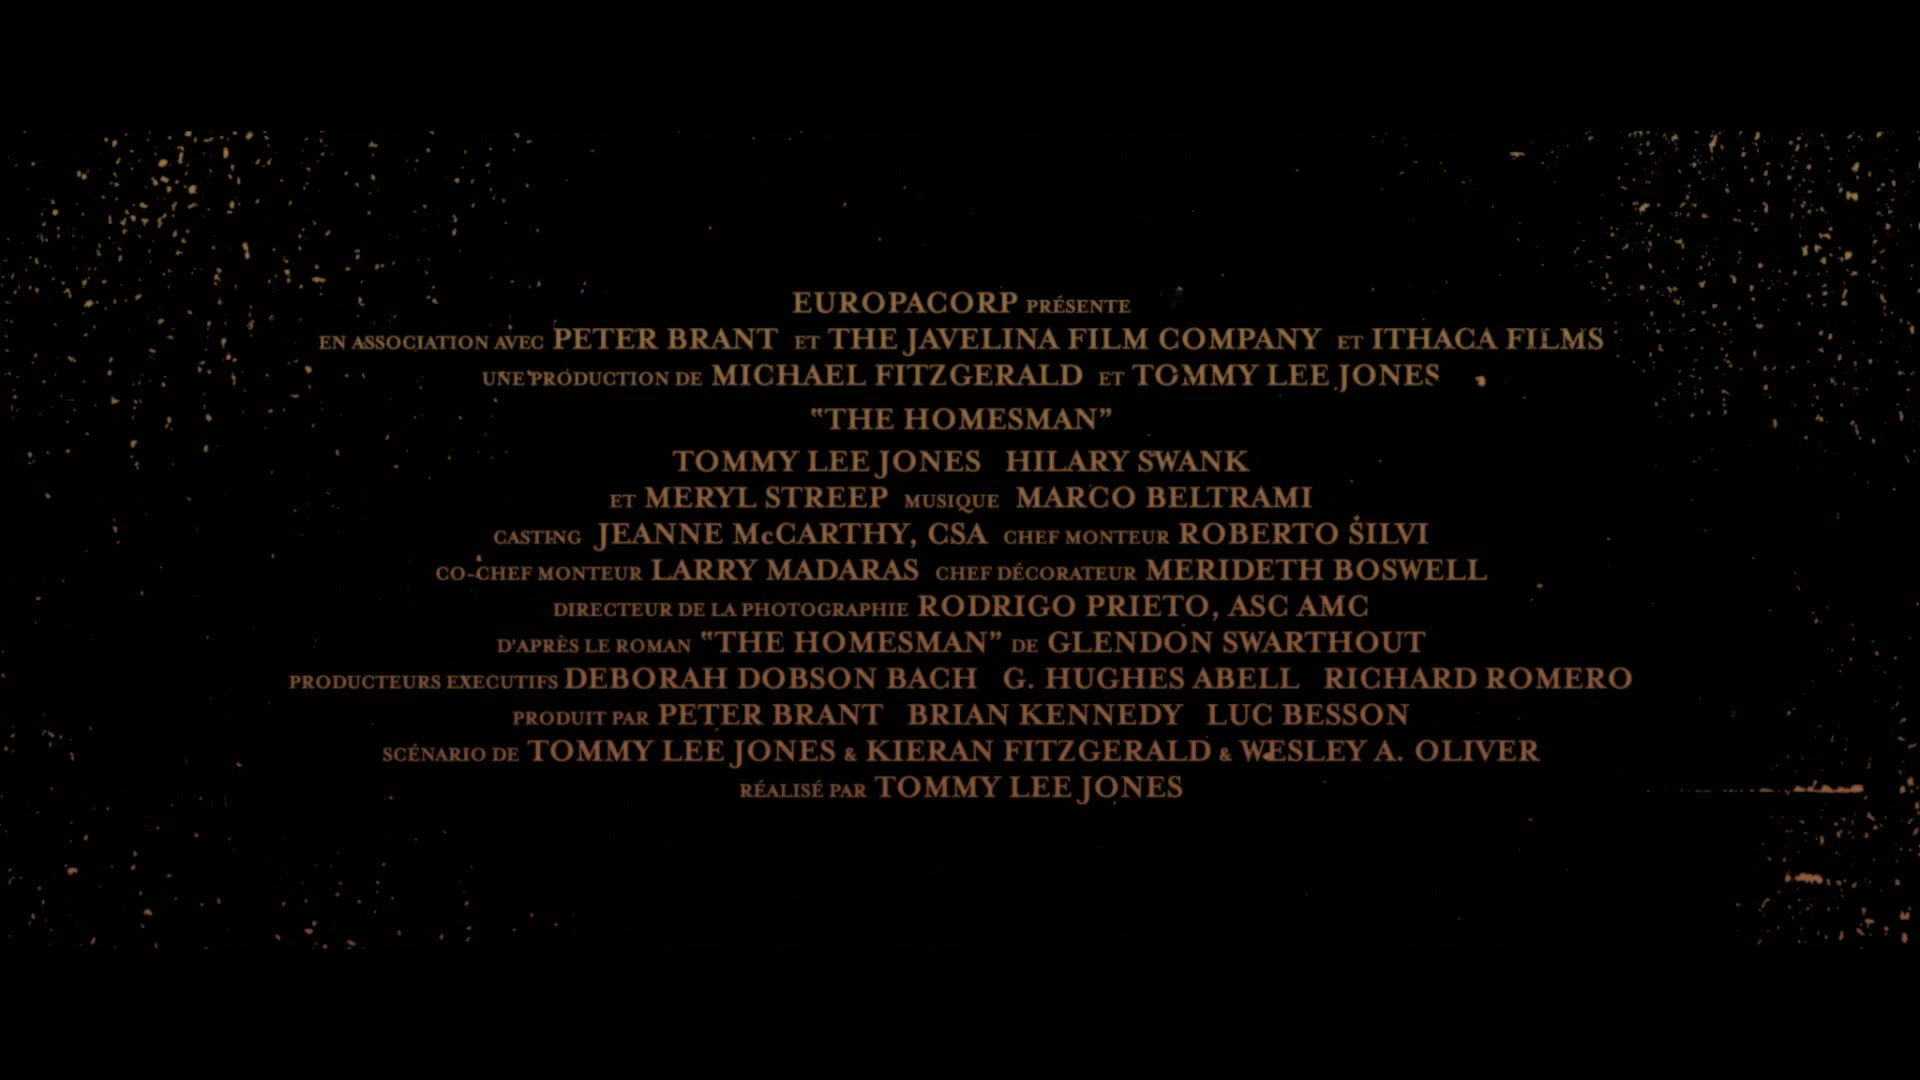 EUROPACORP PRÉSENTE
EN ASSOCIATION AVEC PETER BRANT ET THE JAVELINA FILM COMPANY ET ITHACA FILMS
UNE PRODUCTION DE MICHAEL FITZGERALD ET TOMMY LEE JONES
“THE HOMESMAN”
TOMMY LEE JONES HILARY SWANK
ET MERYL STREEP MUSIQUE MARCO BELTRAMI
CASTING JEANNE McCARTHY, CSA CHEF MONTEUR ROBERTO SILVI
CO-CHEF MONTEUR LARRY MADARAS CHEF DÉCORATEUR MERIDETH BOSWELL
DIRECTEUR DE LA PHOTOGRAPHIE RODRIGO PRIETO, ASC AMC
D'APRÈS LE ROMAN “THE HOMESMAN” DE GLENDON SWARTHOUT
PRODUCTEURS EXECUTIFS DEBORAH DOBSON BACH G. HUGHES ABELL RICHARD ROMERO
PRODUIT PAR PETER BRANT BRIAN KENNEDY LUC BESSON
SCÉNARIO DE TOMMY LEE JONES & KIERAN FITZGERALD & WESLEY A. OLIVER
RÉALISÉ PAR TOMMY LEE JONES